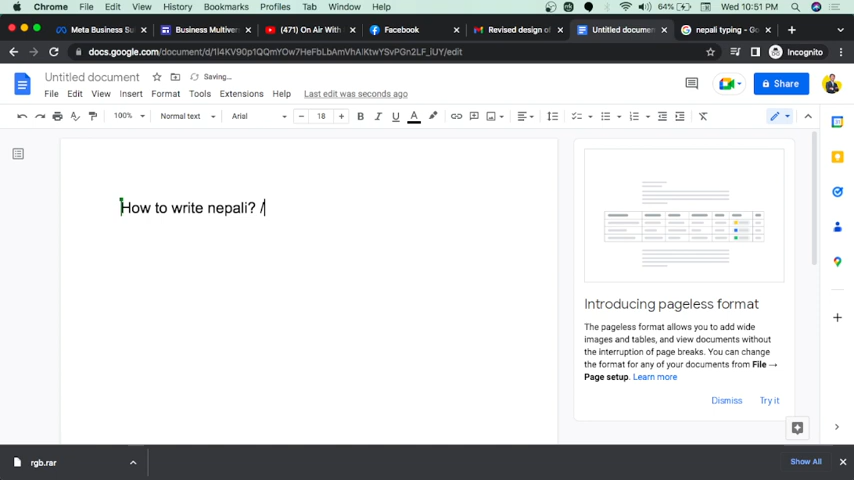 Chrome File Edit View History Bookmarks Profiles Tab Window Help 64% Wed 10:51 PM
Meta Business Su Business Multiver (471) On Air With Facebook Revised design of Untitled documen nepali typing - Go
docs.google.com/document/d/1I4KV90p1QQmYOw7HeFbLbAmVhAIKtwYSvPGn2LF_iUY/edit Incognito
Untitled document Saving...
File Edit View Insert Format Tools Extensions Help Last edit was seconds ago Share
100% Normal text Arial 18 B I U A
How to write nepali? /
Introducing pageless format
The pageless format allows you to add wide
images and tables, and view documents without
the interruption of page breaks. You can change
the format for any of your documents from File →
Page setup. Learn more
Dismiss Try it
rgb.rar Show All